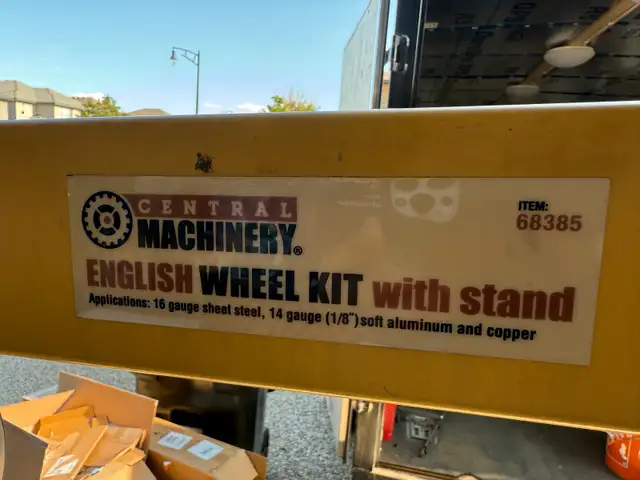 CENTRAL
MACHINERY®
ITEM:
68385
ENGLISH WHEEL KIT with stand
Applications: 16 gauge sheet steel, 14 gauge (1/8") soft aluminum and copper